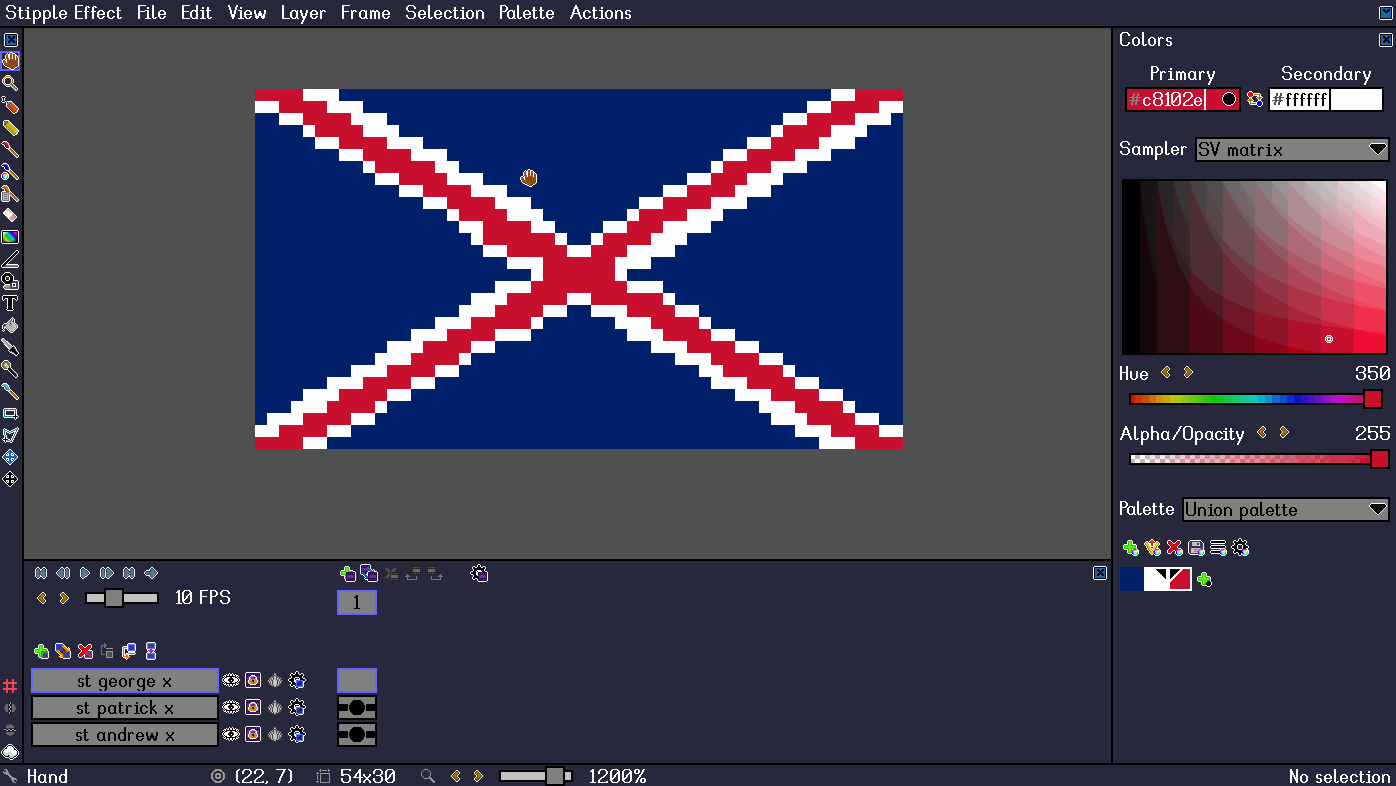 Stipple Effect File Edit View Layer Frame Selection Palette Actions
Colors
Primary Secondary
#c8102e #ffffff
Sampler SV matrix
Hue 350
Alpha/Opacity 255
Palette Union palette
10 FPS 1
st george x
st patrick x
st andrew x
Hand (22, 7) 54x30 1200% No selection